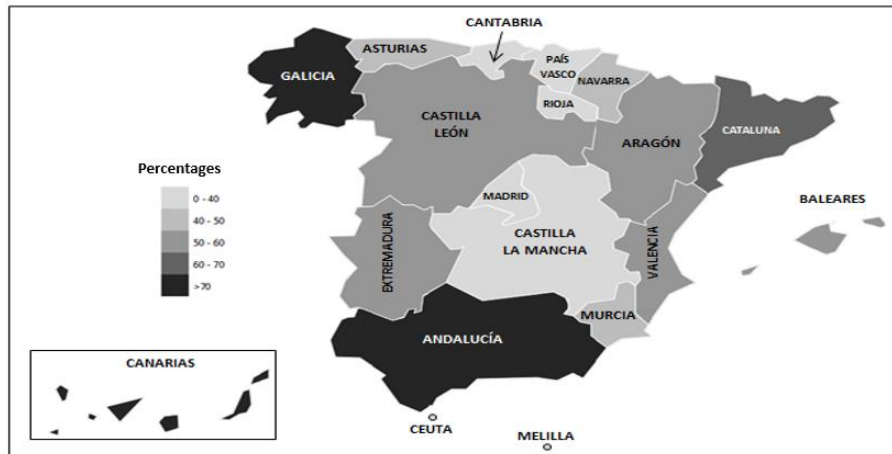 CANTABRIA
ASTURIAS
PAÍS
VASCO
GALICIA
NAVARRA
RIOJA
CASTILLA
LEÓN
CATALUNA
ARAGÓN
Percentages
0 - 40
40 - 50
50 - 60
60 - 70
>70
MADRID
BALEARES
EXTREMADURA
CASTILLA
LA MANCHA
VALENCIA
MURCIA
ANDALUCÍA
CANARIAS
CEUTA
MELILLA